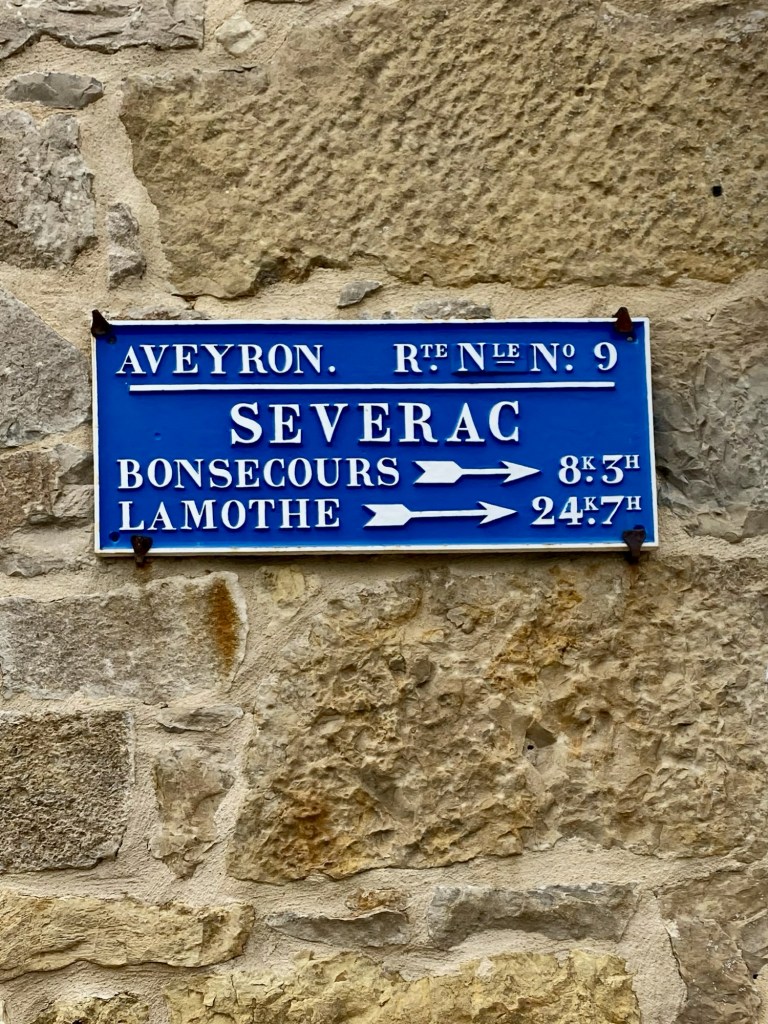 AVEYRON. Rᵀᴱ. Nᴸᴱ Nº. 9
SEVERAC
BONSECOURS 8ᴷ.3ᴴ
LAMOTHE 24ᴷ.7ᴴ